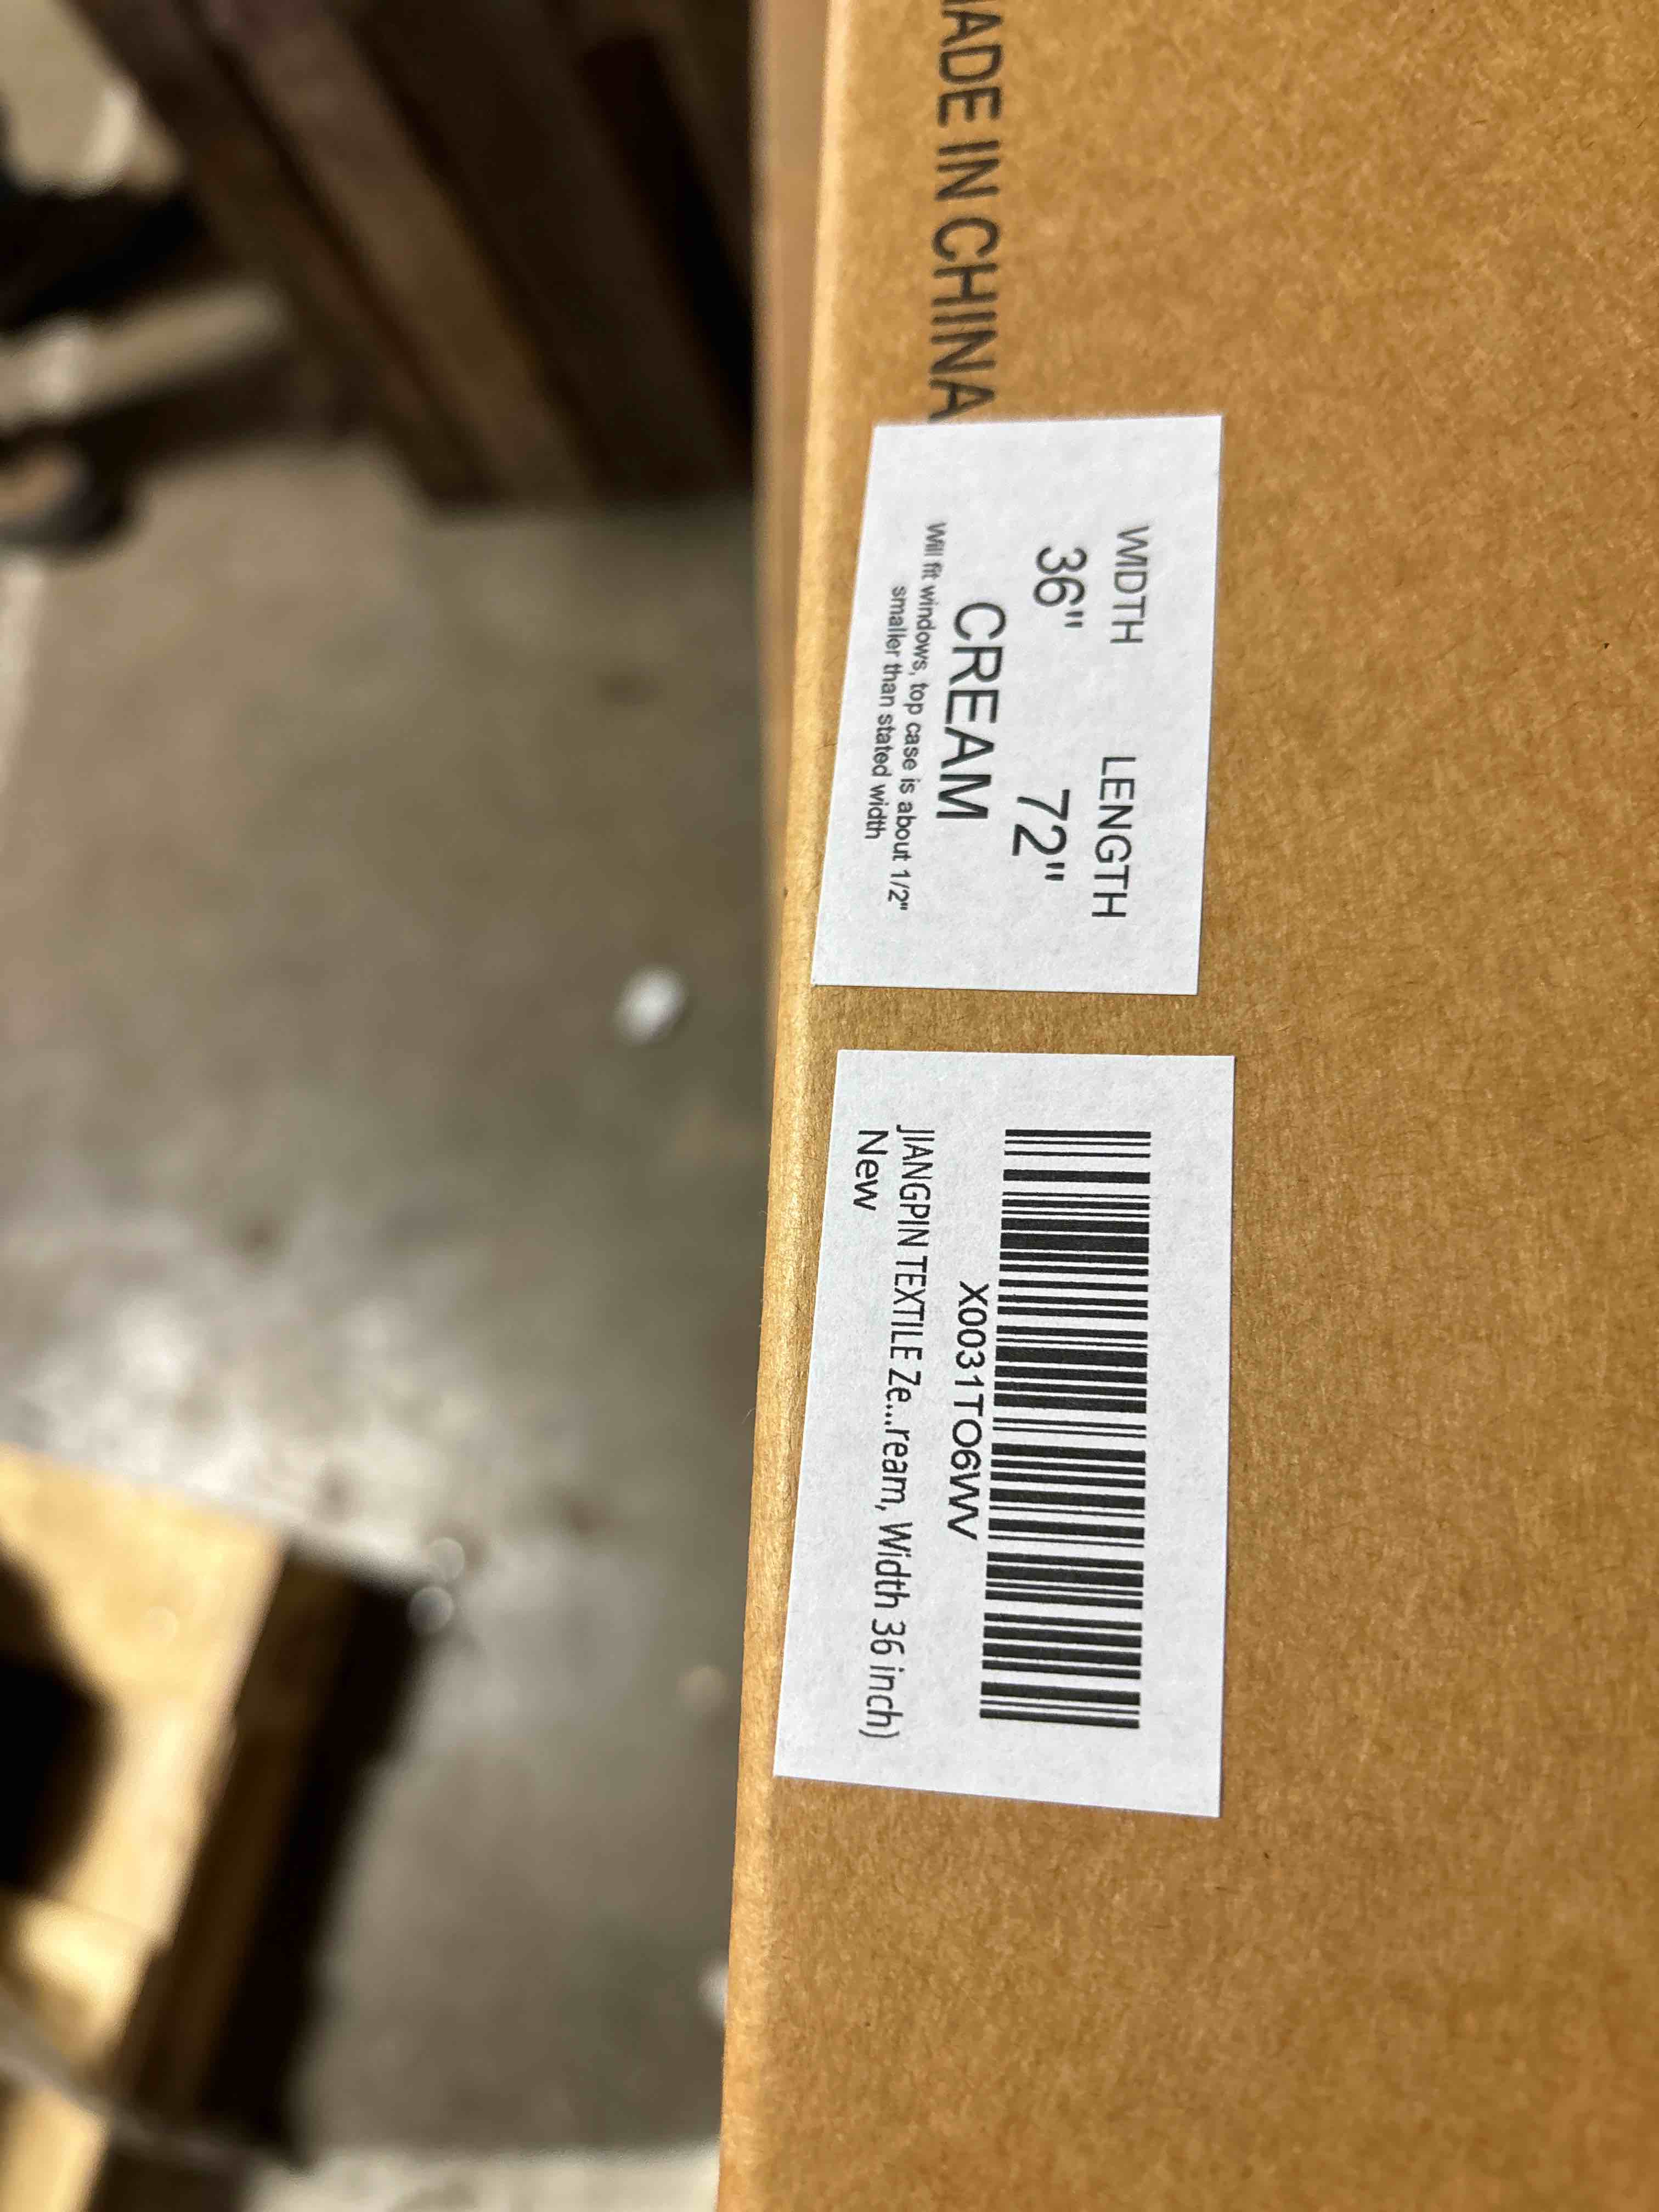 MADE IN CHINA
WIDTH LENGTH
36" 72"
CREAM
Will fit windows, top case is about 1/2"
smaller than stated width
X0031TO6WV
JIANGPIN TEXTILE Ze...ream, Width 36 inch)
New